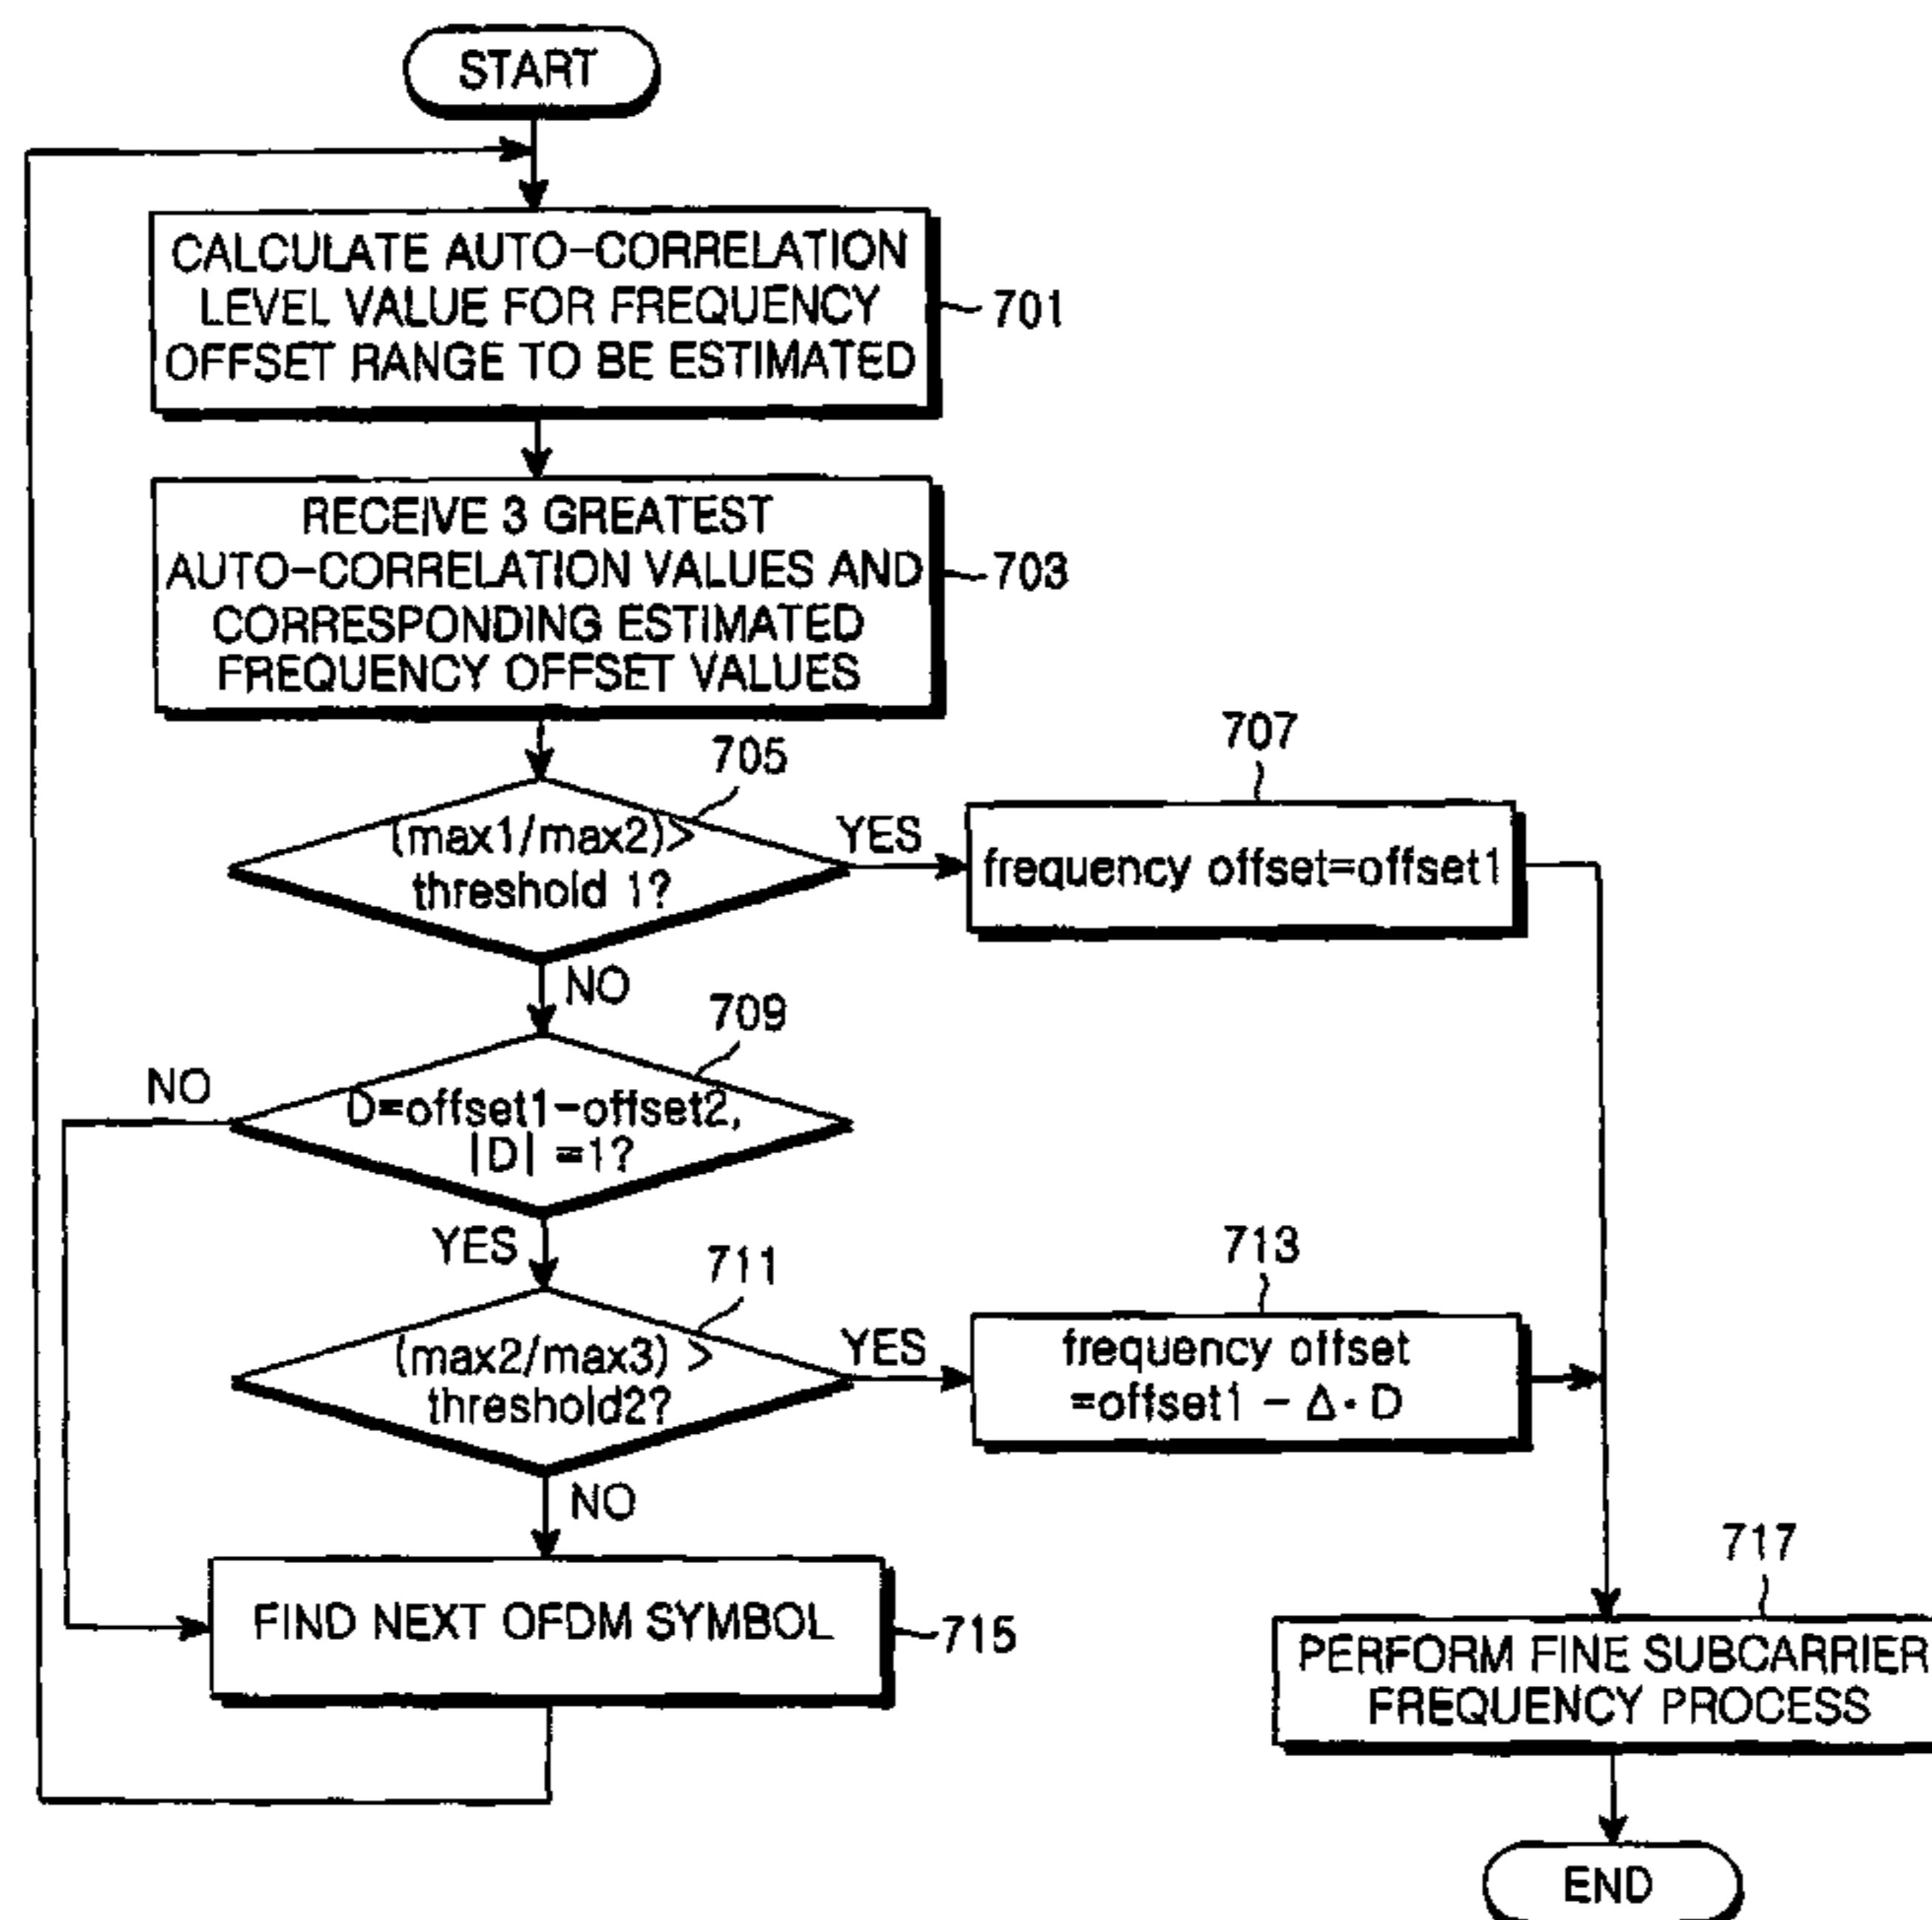 START
CALCULATE AUTO-CORRELATION
LEVEL VALUE FOR FREQUENCY
OFFSET RANGE TO BE ESTIMATED
701
RECEIVE 3 GREATEST
AUTO-CORRELATION VALUES AND
CORRESPONDING ESTIMATED
FREQUENCY OFFSET VALUES
703
705
(max1/max2)>
threshold 1?
YES
707
frequency offset=offset1
NO
709
D=offset1-offset2,
|D| =1?
NO
YES
711
(max2/max3) >
threshold2?
YES
713
frequency offset
=offset1 - Δ· D
NO
FIND NEXT OFDM SYMBOL
715
717
PERFORM FINE SUBCARRIER
FREQUENCY PROCESS
END